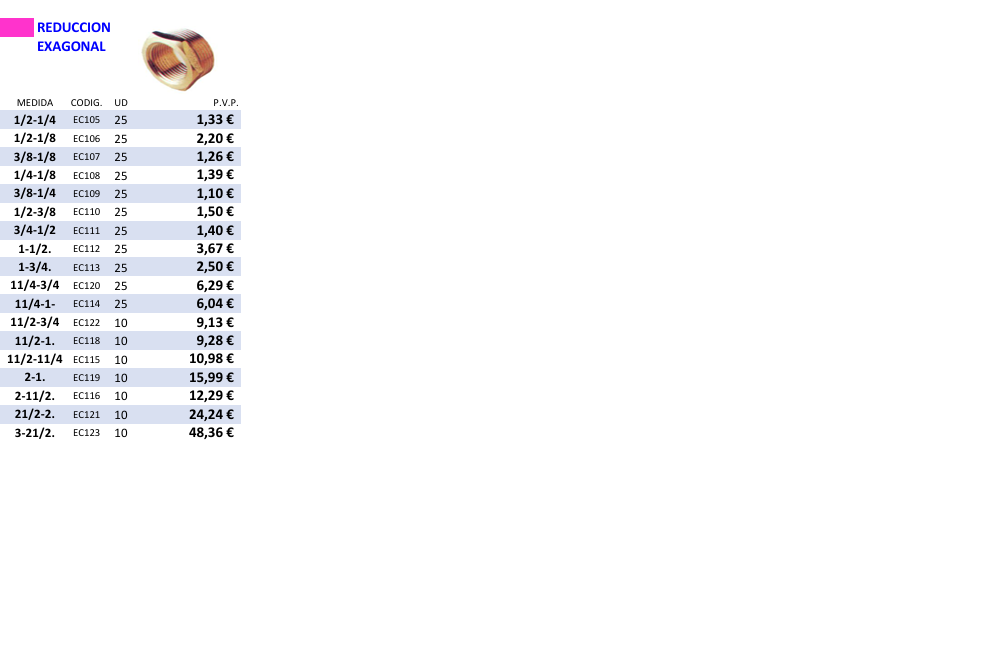 REDUCCION
EXAGONAL
MEDIDA CODIG. UD P.V.P.
1/2-1/4 EC105 25 1,33 €
1/2-1/8 EC106 25 2,20 €
3/8-1/8 EC107 25 1,26 €
1/4-1/8 EC108 25 1,39 €
3/8-1/4 EC109 25 1,10 €
1/2-3/8 EC110 25 1,50 €
3/4-1/2 EC111 25 1,40 €
1-1/2. EC112 25 3,67 €
1-3/4. EC113 25 2,50 €
11/4-3/4 EC120 25 6,29 €
11/4-1- EC114 25 6,04 €
11/2-3/4 EC122 10 9,13 €
11/2-1. EC118 10 9,28 €
11/2-11/4 EC115 10 10,98 €
2-1. EC119 10 15,99 €
2-11/2. EC116 10 12,29 €
21/2-2. EC121 10 24,24 €
3-21/2. EC123 10 48,36 €